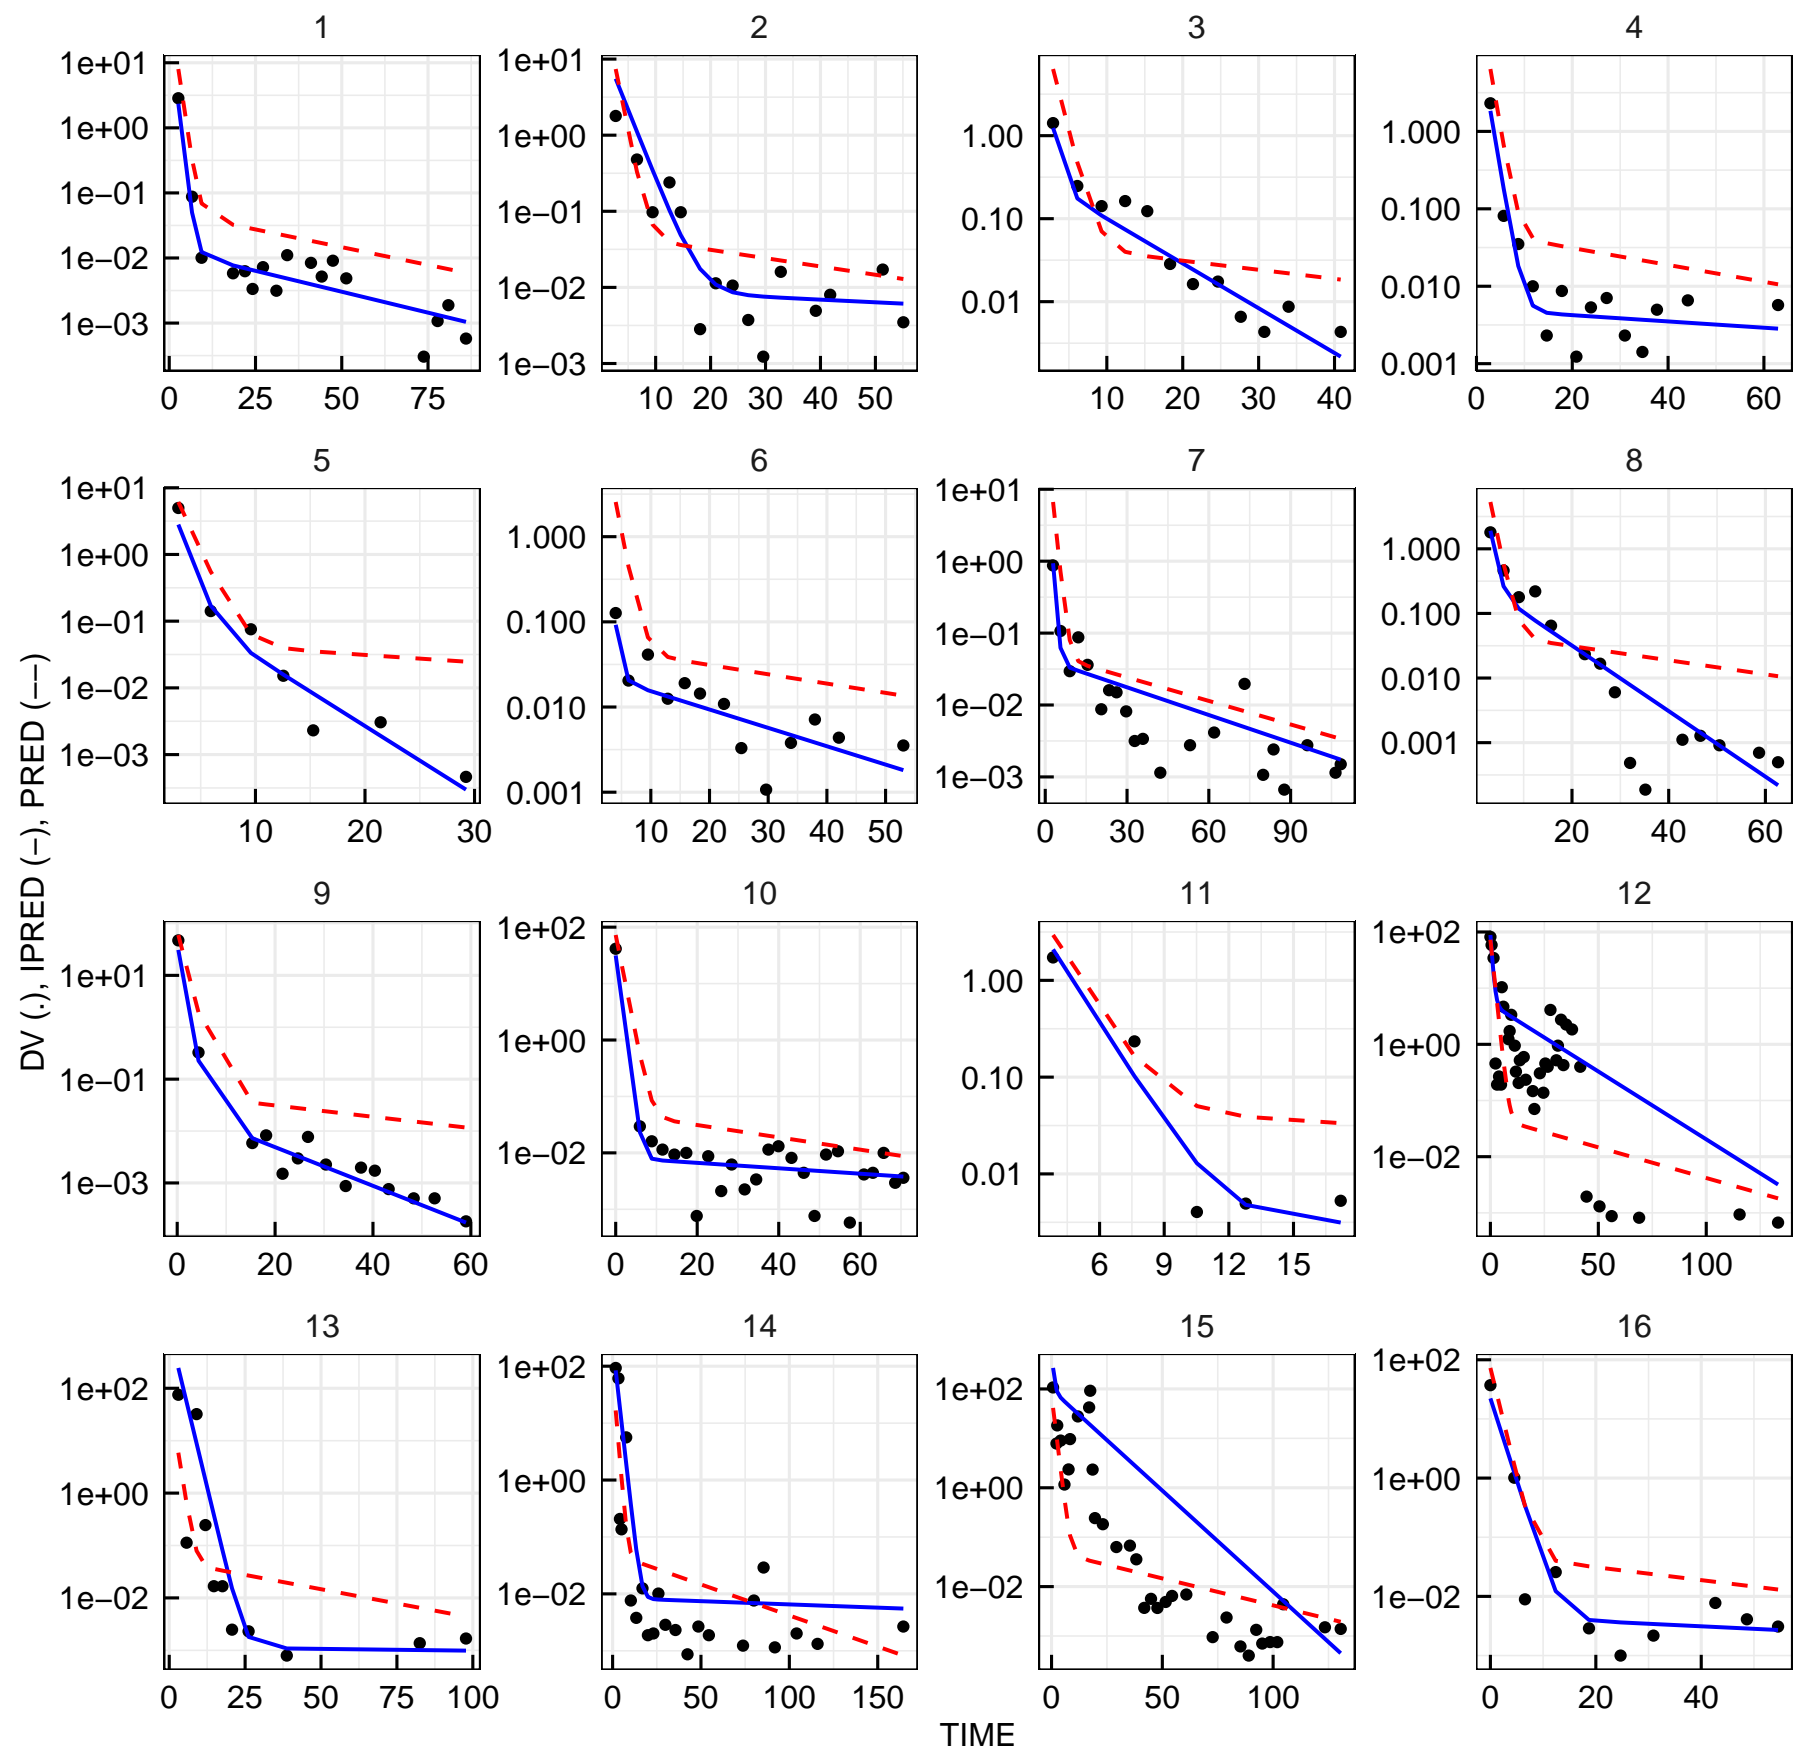 1 2 3 4
1e+01 1e+00 1e−01 1e−02 1e−03
0 25 50 75
1e+01 1e+00 1e−01 1e−02 1e−03
10 20 30 40 50
1.00 0.10 0.01
10 20 30 40
1.000 0.100 0.010 0.001
0 20 40 60
5 6 7 8
1e+01 1e+00 1e−01 1e−02 1e−03
10 20 30
1.000 0.100 0.010 0.001
10 20 30 40 50
1e+01 1e+00 1e−01 1e−02 1e−03
0 30 60 90
1.000 0.100 0.010 0.001
20 40 60
9 10 11 12
1e+01 1e−01 1e−03
0 20 40 60
1e+02 1e+00 1e−02
0 20 40 60
1.00 0.10 0.01
6 9 12 15
1e+02 1e+00 1e−02
0 50 100
13 14 15 16
1e+02 1e+00 1e−02
0 25 50 75 100
1e+02 1e+00 1e−02
0 50 100 150
1e+02 1e+00 1e−02
0 50 100
1e+02 1e+00 1e−02
0 20 40
DV (.), IPRED (−), PRED (−−)
TIME